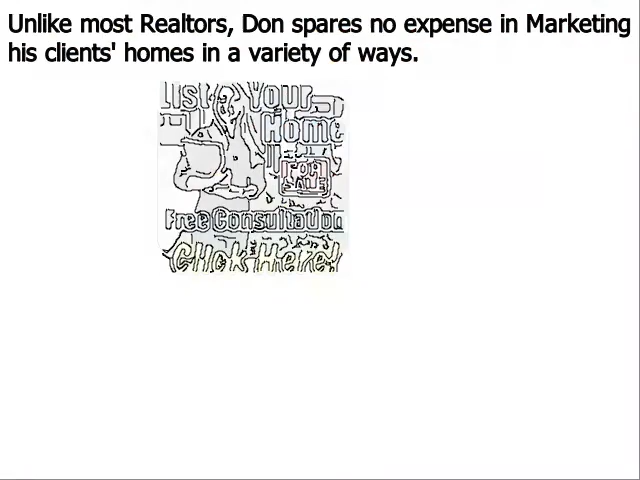 Unlike most Realtors, Don spares no expense in Marketing
his clients' homes in a variety of ways.
List Your
Home
FOR
SALE
Free Consultation
Click Here!